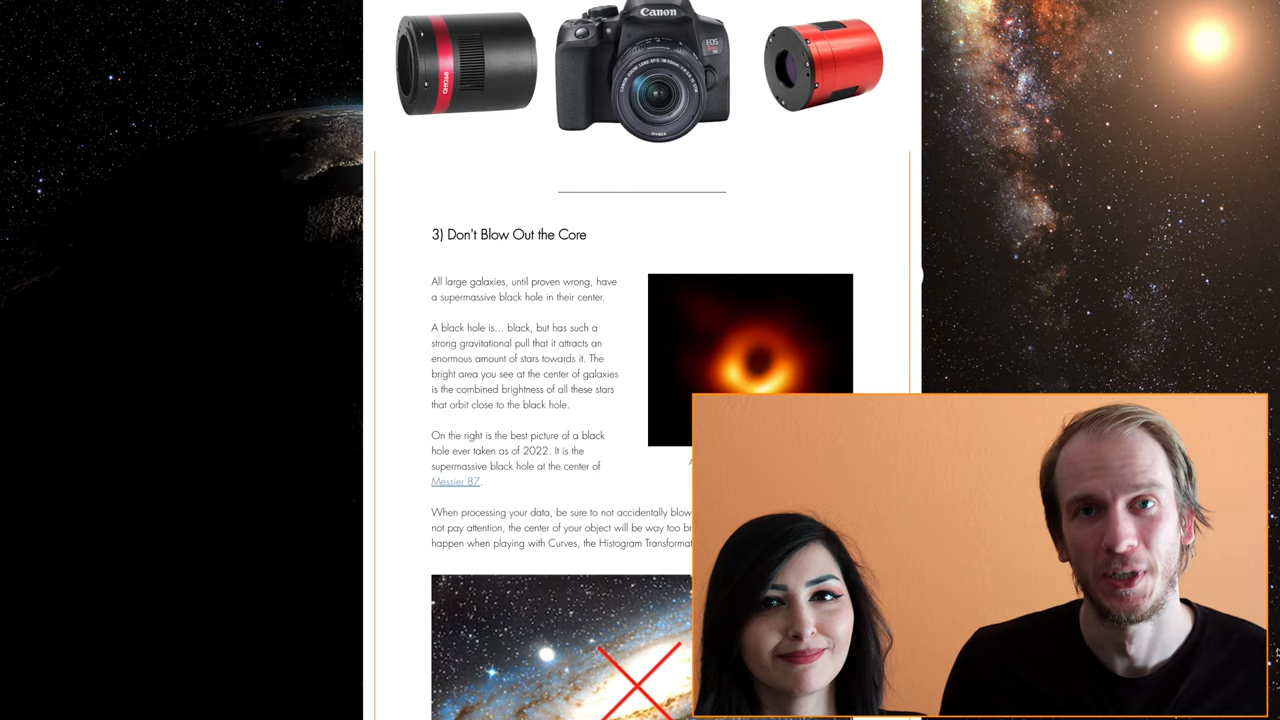 Canon
EOS
QHY268C
CANON ZOOM LENS EF-S
3) Don't Blow Out the Core
All large galaxies, until proven wrong, have
a supermassive black hole in their center.
A black hole is... black, but has such a
strong gravitational pull that it attracts an
enormous amount of stars towards it. The
bright area you see at the center of galaxies
is the combined brightness of all these stars
that orbit close to the black hole.
On the right is the best picture of a black
hole ever taken as of 2022. It is the
supermassive black hole at the center of
Messier 87.
A
When processing your data, be sure to not accidentally blow
not pay attention, the center of your object will be way too br
happen when playing with Curves, the Histogram Transformat